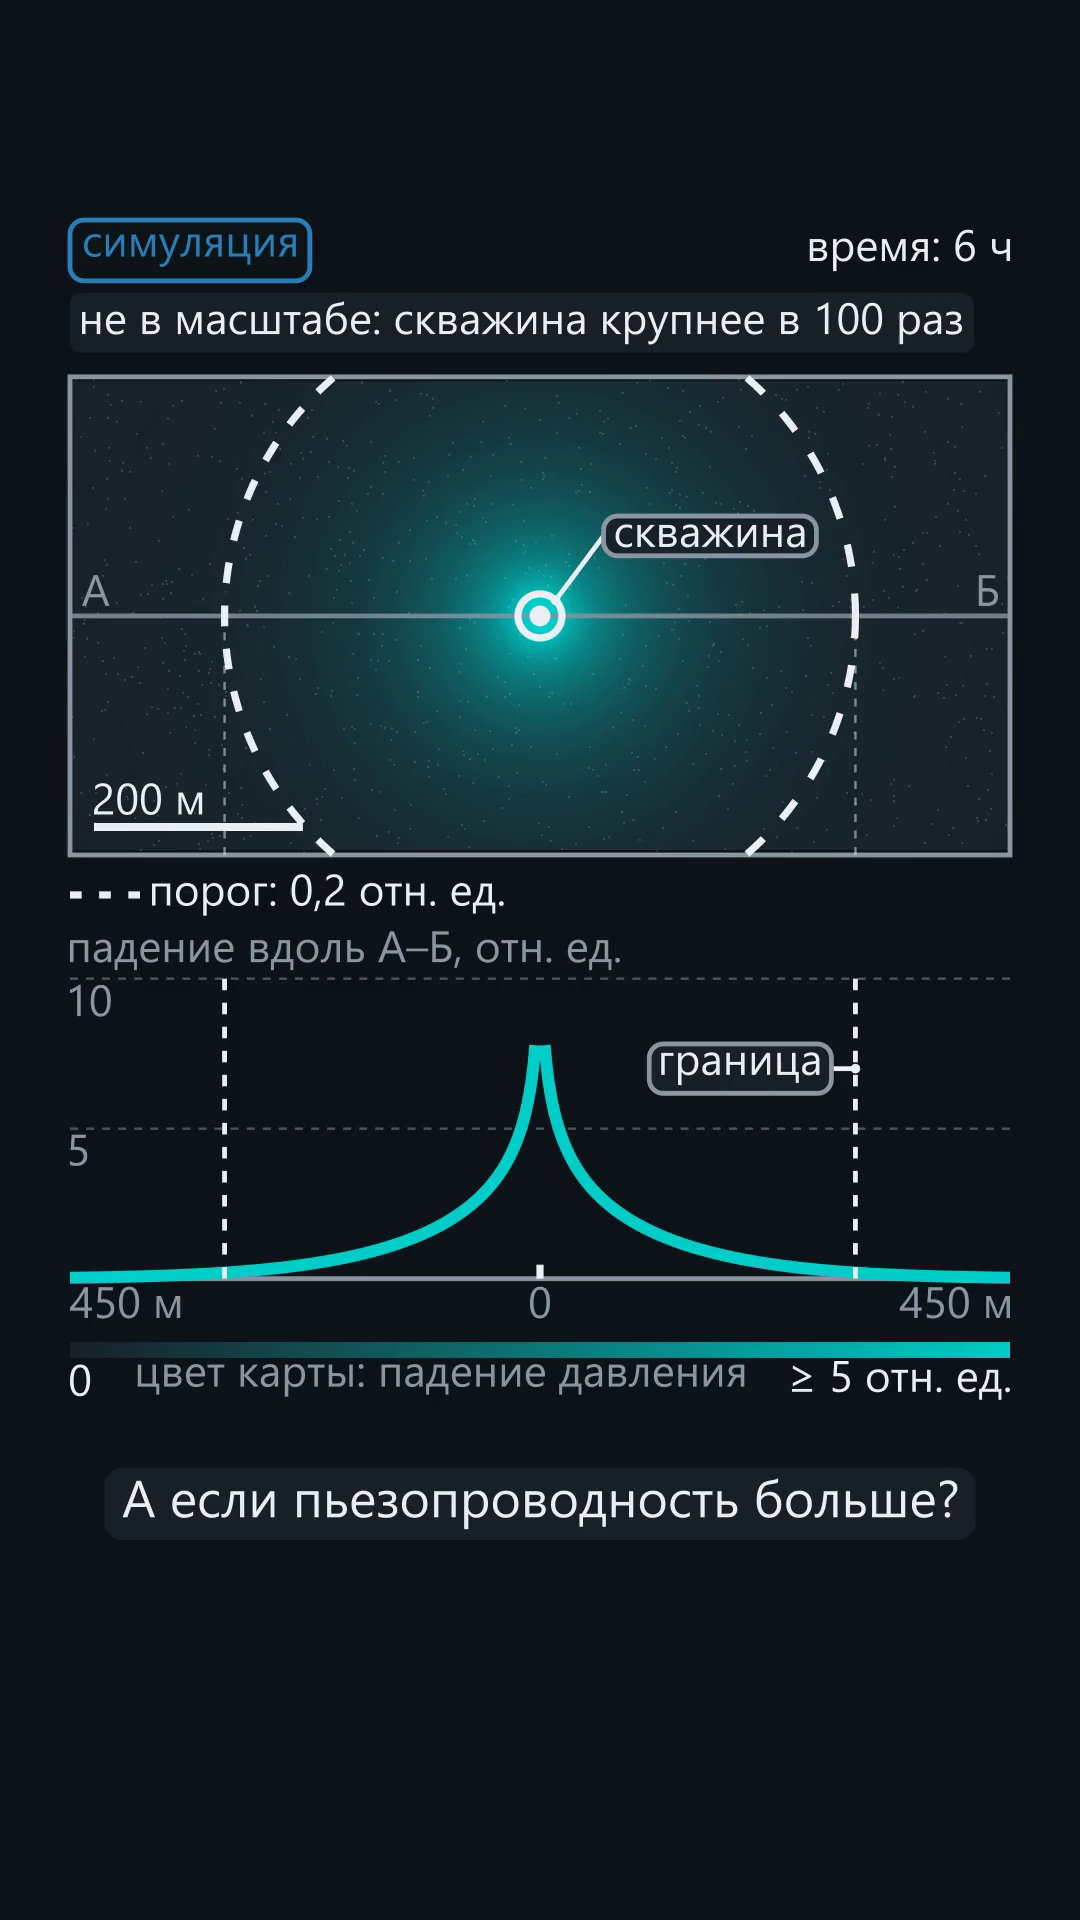 симуляция
время: 6 ч
не в масштабе: скважина крупнее в 100 раз
скважина
А
Б
200 м
порог: 0,2 отн. ед.
падение вдоль А–Б, отн. ед.
10
граница
5
450 м
0
450 м
0
цвет карты: падение давления
≥ 5 отн. ед.
А если пьезопроводность больше?